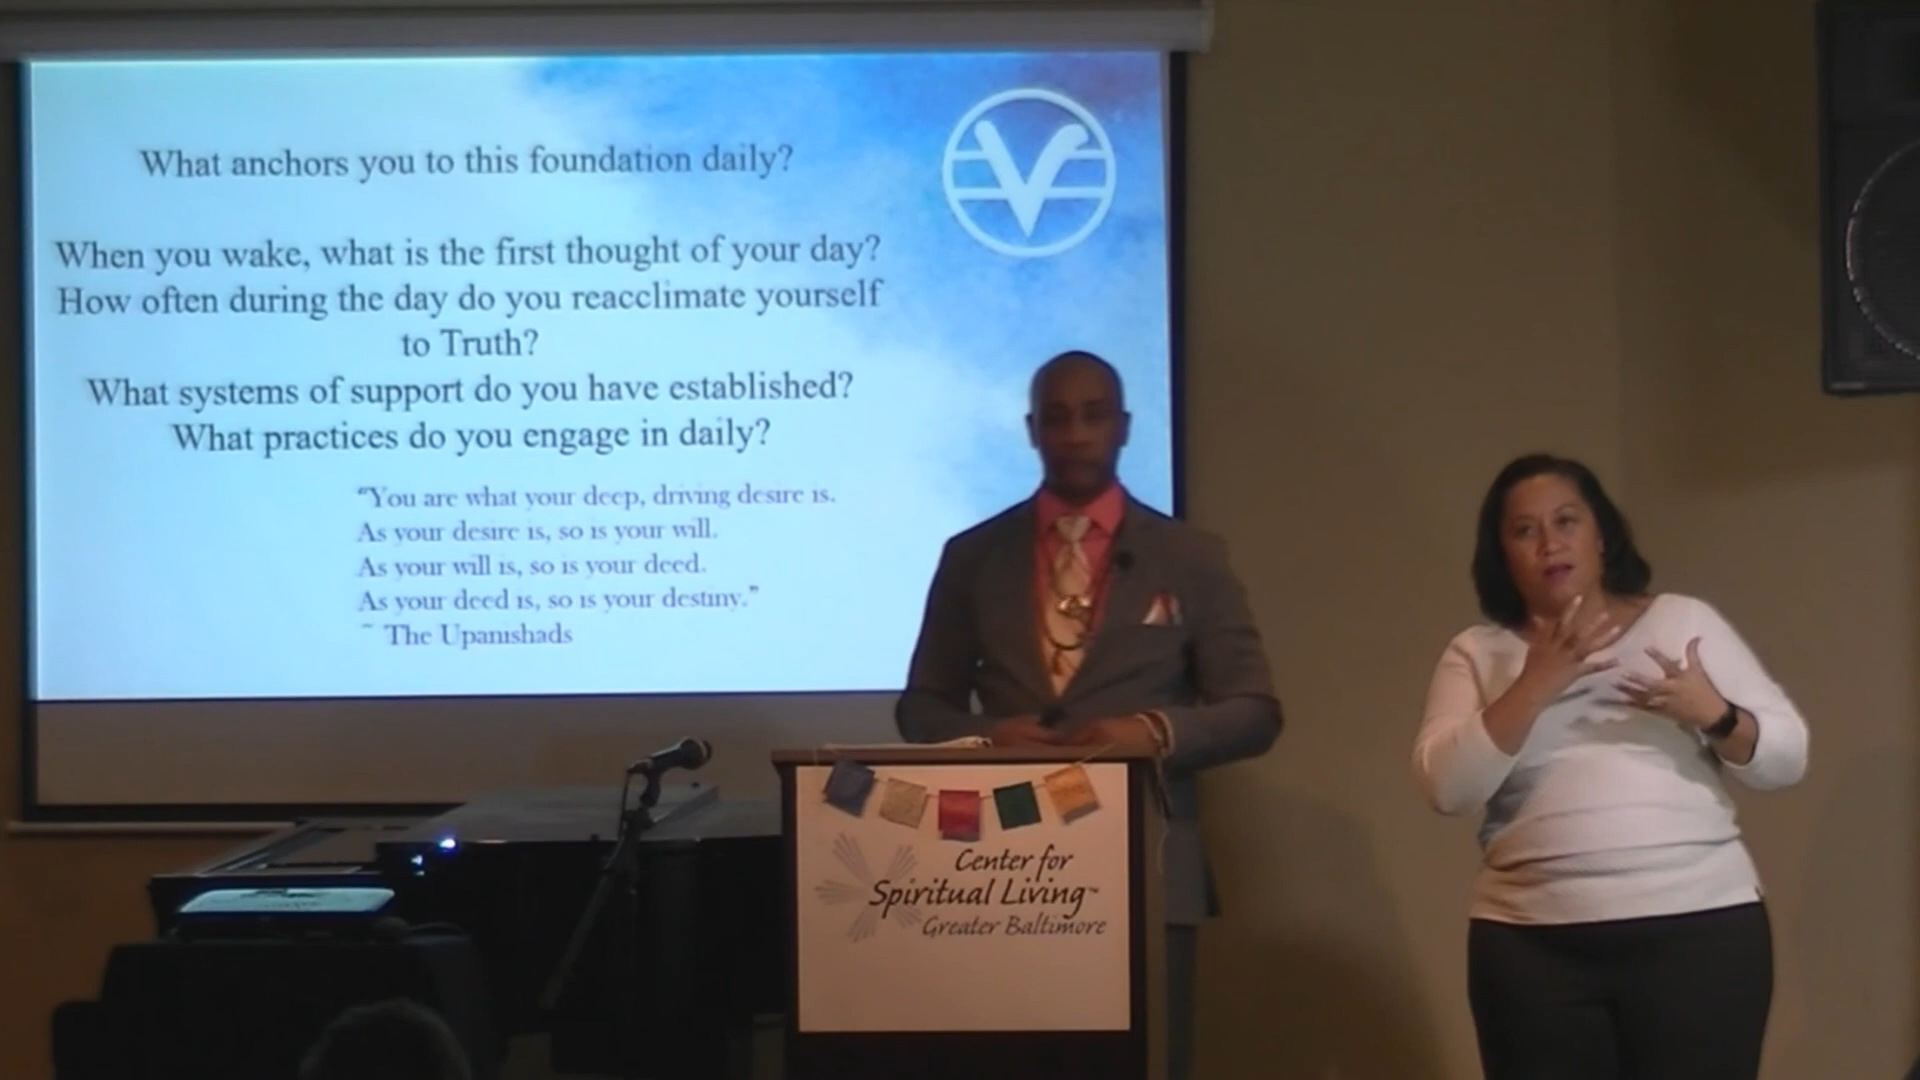 What anchors you to this foundation daily?
When you wake, what is the first thought of your day?
How often during the day do you reacclimate yourself
to Truth?
What systems of support do you have established?
What practices do you engage in daily?
“You are what your deep, driving desire is.
As your desire is, so is your will.
As your will is, so is your deed.
As your deed is, so is your destiny.”
~ The Upanishads
V
Center for
Spiritual Living™
Greater Baltimore